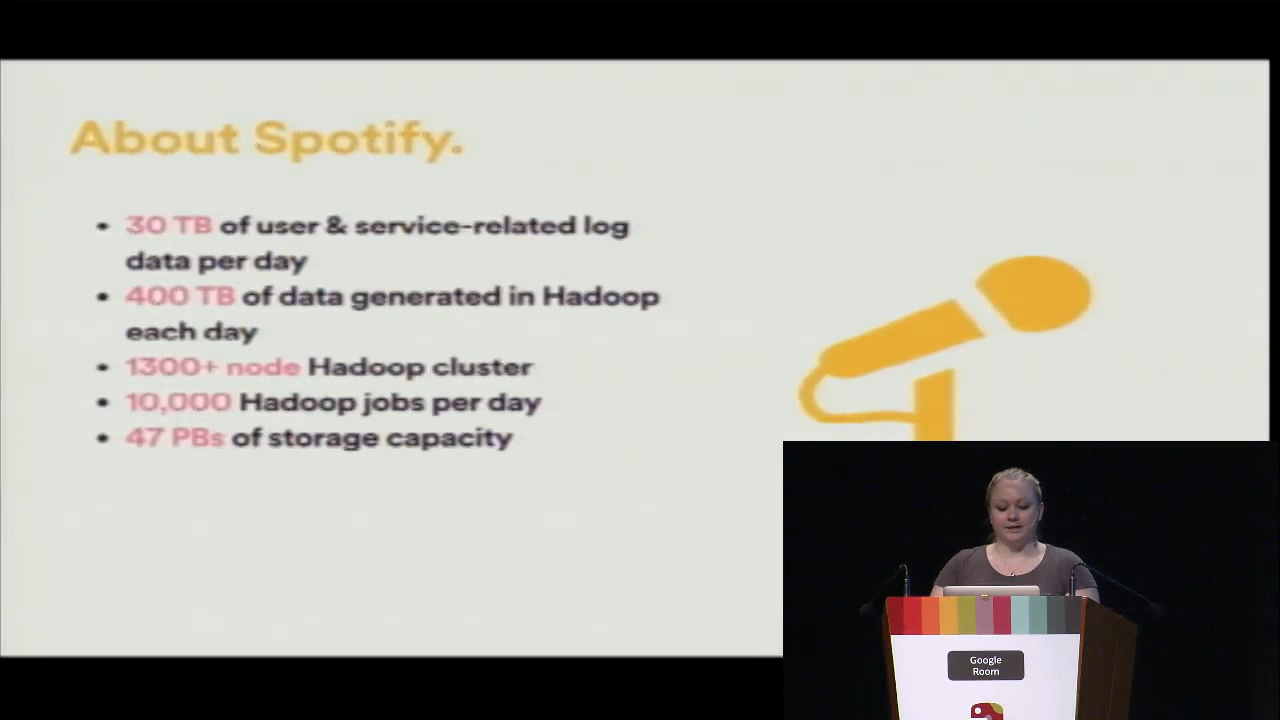 About Spotify.
• 30 TB of user & service-related log
data per day
• 400 TB of data generated in Hadoop
each day
• 1300+ node Hadoop cluster
• 10,000 Hadoop jobs per day
• 47 PBs of storage capacity
Google
Room